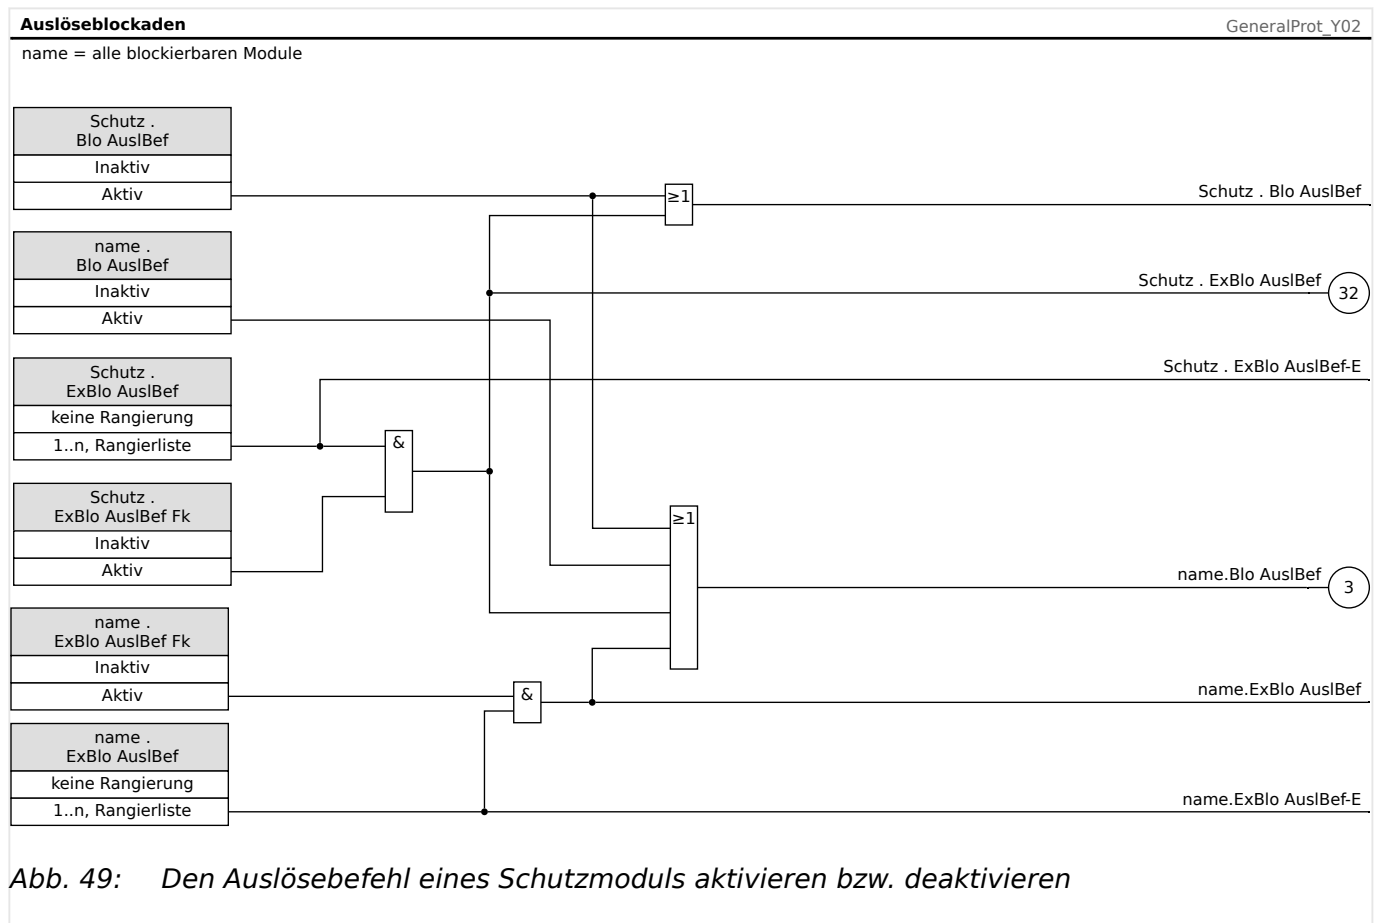 Auslöseblockaden
GeneralProt_Y02
name = alle blockierbaren Module
Schutz .
Blo AuslBef
Inaktiv
Aktiv
≥1
Schutz . Blo AuslBef
name .
Blo AuslBef
Inaktiv
Aktiv
Schutz . ExBlo AuslBef
32
Schutz .
ExBlo AuslBef
keine Rangierung
1..n, Rangierliste
&
Schutz . ExBlo AuslBef-E
Schutz .
ExBlo AuslBef Fk
Inaktiv
Aktiv
≥1
name.Blo AuslBef
3
name .
ExBlo AuslBef Fk
Inaktiv
Aktiv
&
name.ExBlo AuslBef
name .
ExBlo AuslBef
keine Rangierung
1..n, Rangierliste
name.ExBlo AuslBef-E
Abb. 49: Den Auslösebefehl eines Schutzmoduls aktivieren bzw. deaktivieren